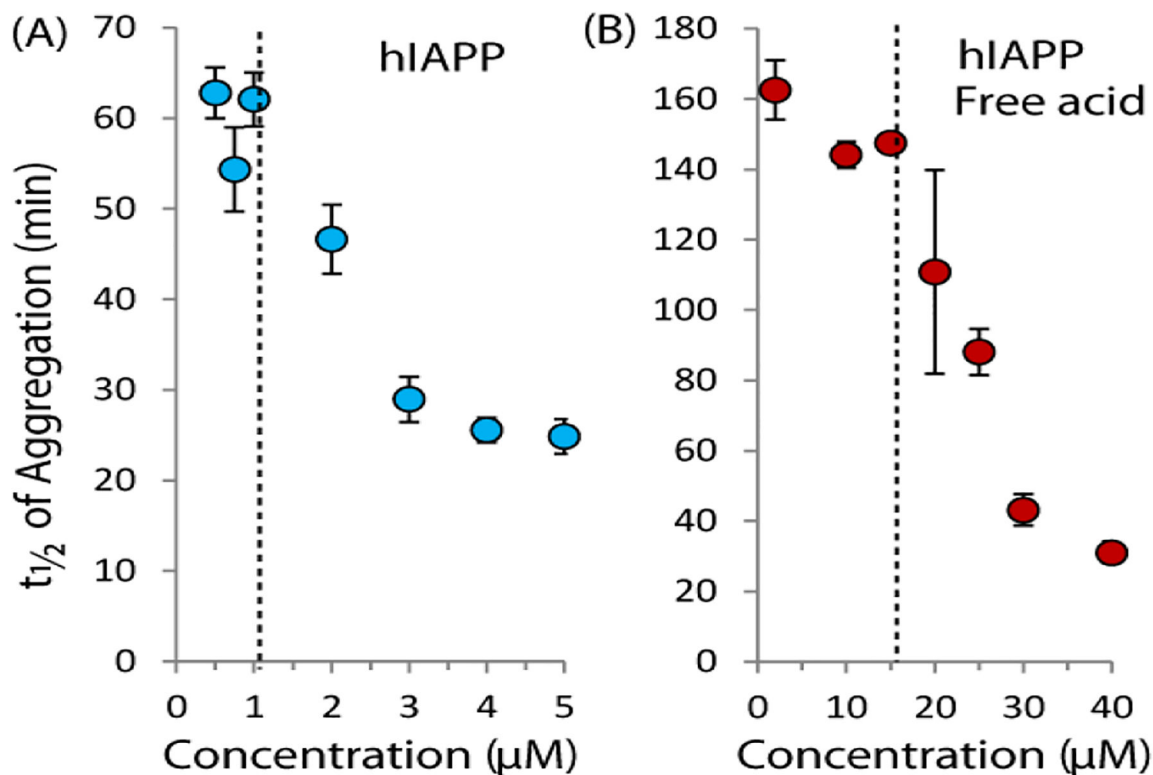 (A)
hIAPP
70
60
50
40
30
20
10
0
0 1 2 3 4 5
Concentration (μM)
t½ of Aggregation (min)
(B)
hIAPP
Free acid
180
160
140
120
100
80
60
40
20
0
0 10 20 30 40
Concentration (μM)